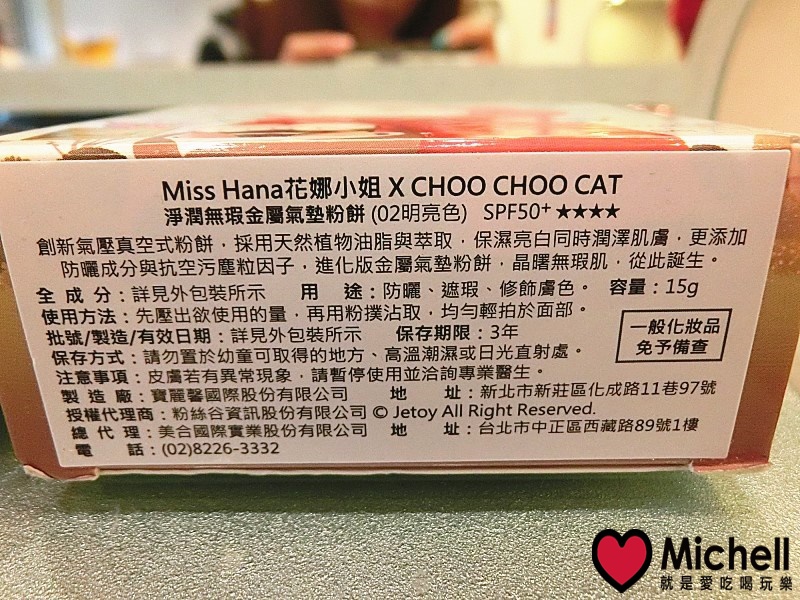 Miss Hana花娜小姐 X CHOO CHOO CAT
淨潤無瑕金屬氣墊粉餅 (02明亮色) SPF50+★★★★
創新氣壓真空式粉餅，採用天然植物油脂與萃取，保濕亮白同時潤澤肌膚，更添加
防曬成分與抗空污塵粒因子，進化版金屬氣墊粉餅，晶曙無瑕肌，從此誕生。
全 成 分：詳見外包裝所示 用 途：防曬、遮瑕、修飾膚色。 容量：15g
使用方法：先壓出欲使用的量，再用粉撲沾取，均勻輕拍於面部。
批號/製造/有效日期：詳見外包裝所示 保存期限：3年
保存方式：請勿置於幼童可取得的地方、高溫潮濕或日光直射處。
一般化妝品
免予備查
注意事項：皮膚若有異常現象，請暫停使用並洽詢專業醫生。
製 造 廠：寶麗馨國際股份有限公司 地 址：新北市新莊區化成路11巷97號
授權代理商：粉絲谷資訊股份有限公司 © Jetoy All Right Reserved.
總 代 理：美合國際實業股份有限公司 地 址：台北市中正區西藏路89號1樓
電 話：(02)8226-3332
Michell
就是愛吃喝玩樂